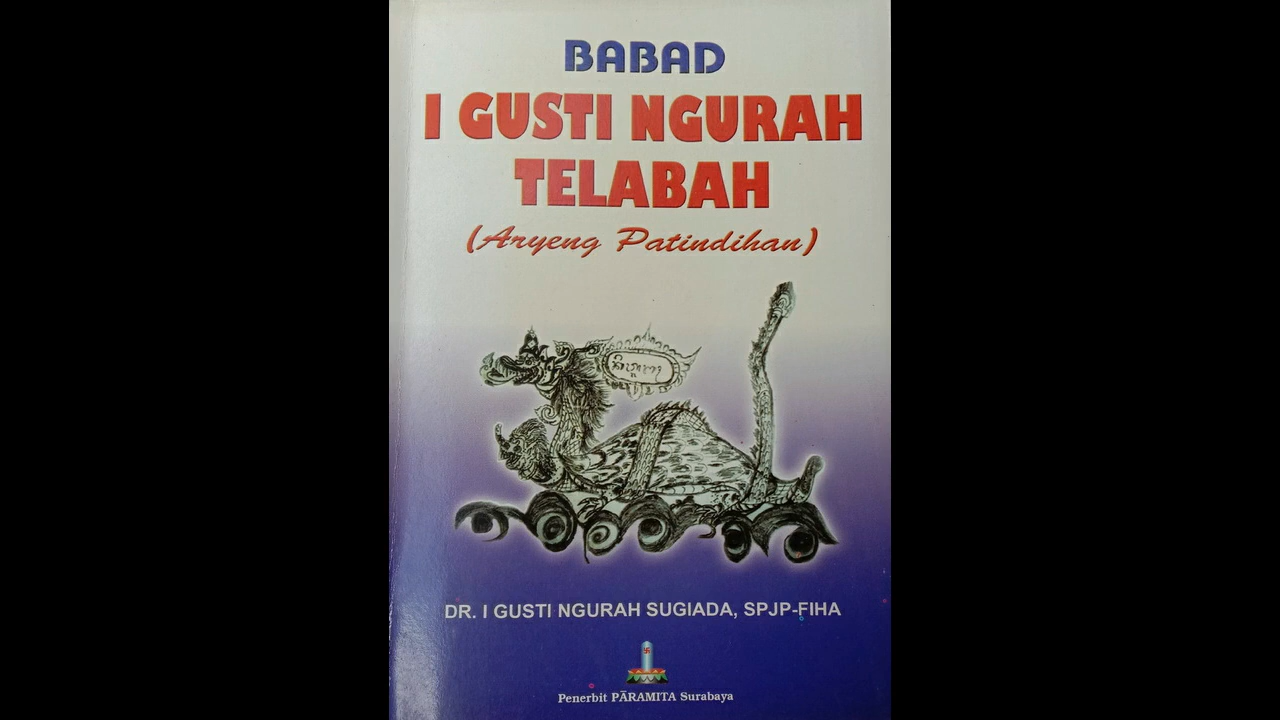 BABAD
I GUSTI NGURAH
TELABAH
(Aryeng Patindihan)
DR. I GUSTI NGURAH SUGIADA, SPJP-FIHA
Penerbit PĀRAMITA Surabaya